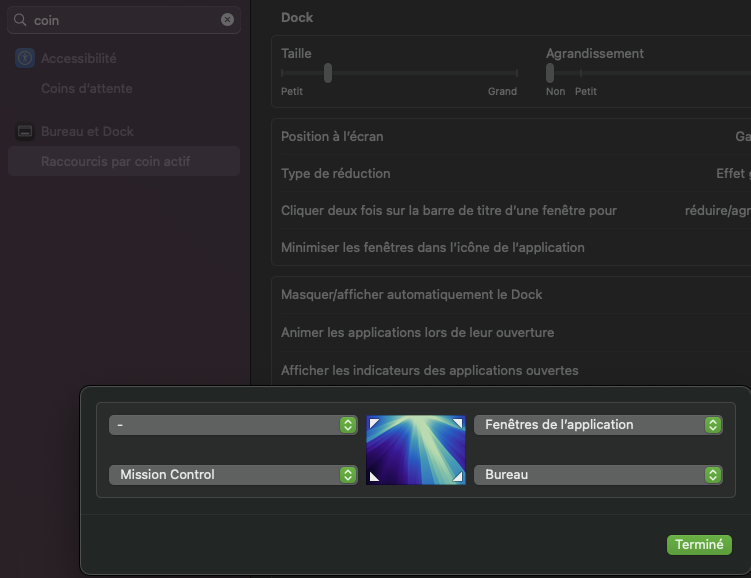 coin
Accessibilité
Coins d'attente
Bureau et Dock
Raccourcis par coin actif
Dock
Taille
Agrandissement
Petit
Grand
Non
Petit
Position à l'écran
Ga
Type de réduction
Effet g
Cliquer deux fois sur la barre de titre d'une fenêtre pour
réduire/agr
Minimiser les fenêtres dans l'icône de l'application
Masquer/afficher automatiquement le Dock
Animer les applications lors de leur ouverture
Afficher les indicateurs des applications ouvertes
-
Fenêtres de l'application
Mission Control
Bureau
Terminé